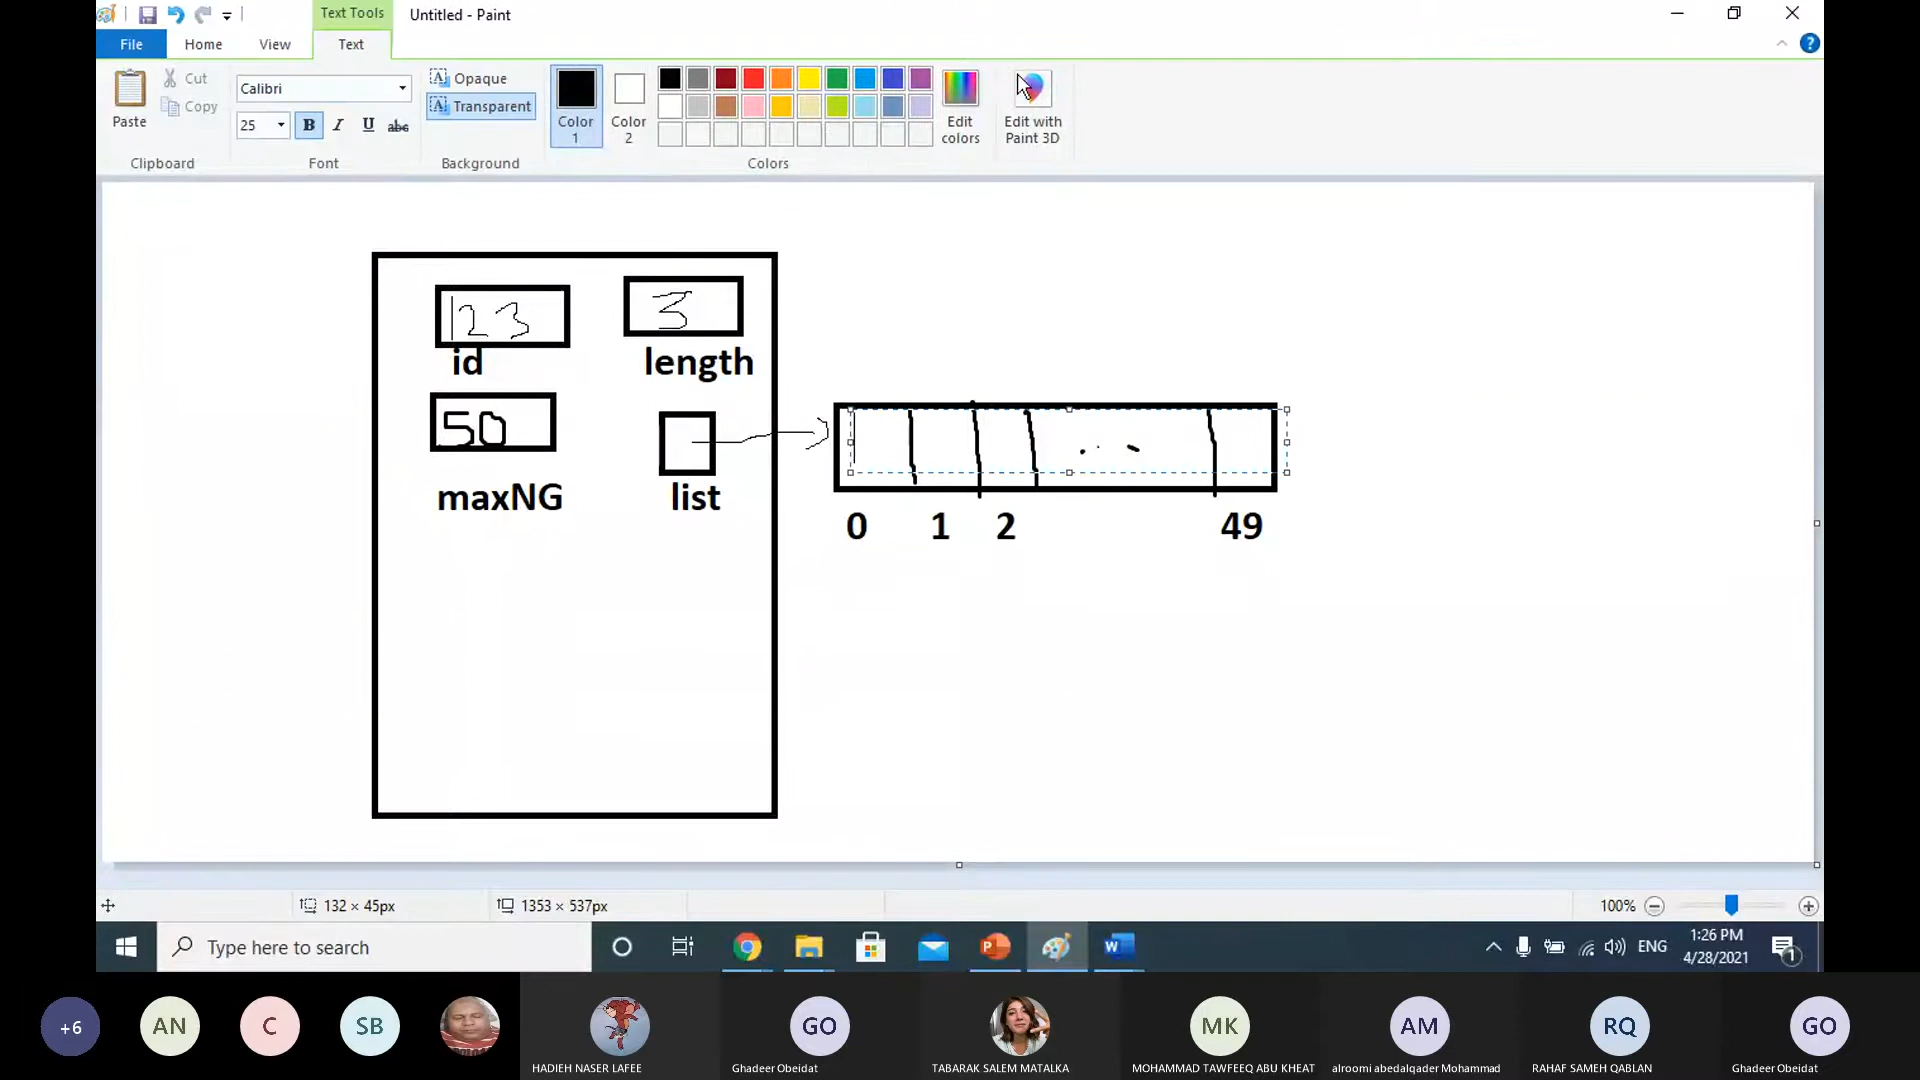 Text Tools
Untitled - Paint
File
Home
View
Text
Paste
Cut
Copy
Clipboard
Calibri
25
B
I
U
abc
Font
A Opaque
A Transparent
Background
Color 1
Color 2
Colors
Edit colors
Edit with Paint 3D
?
123
3
id
length
50
maxNG
list
0 1 2 49
132 × 45px
1353 × 537px
100%
Type here to search
ENG
1:26 PM
4/28/2021
1
+6
AN
C
SB
GO
MK
AM
RQ
GO
HADIEH NASER LAFEE
Ghadeer Obeidat
TABARAK SALEM MATALKA
MOHAMMAD TAWFEEQ ABU KHEAT
alroomi abedalqader Mohammad
RAHAF SAMEH QABLAN
Ghadeer Obeidat